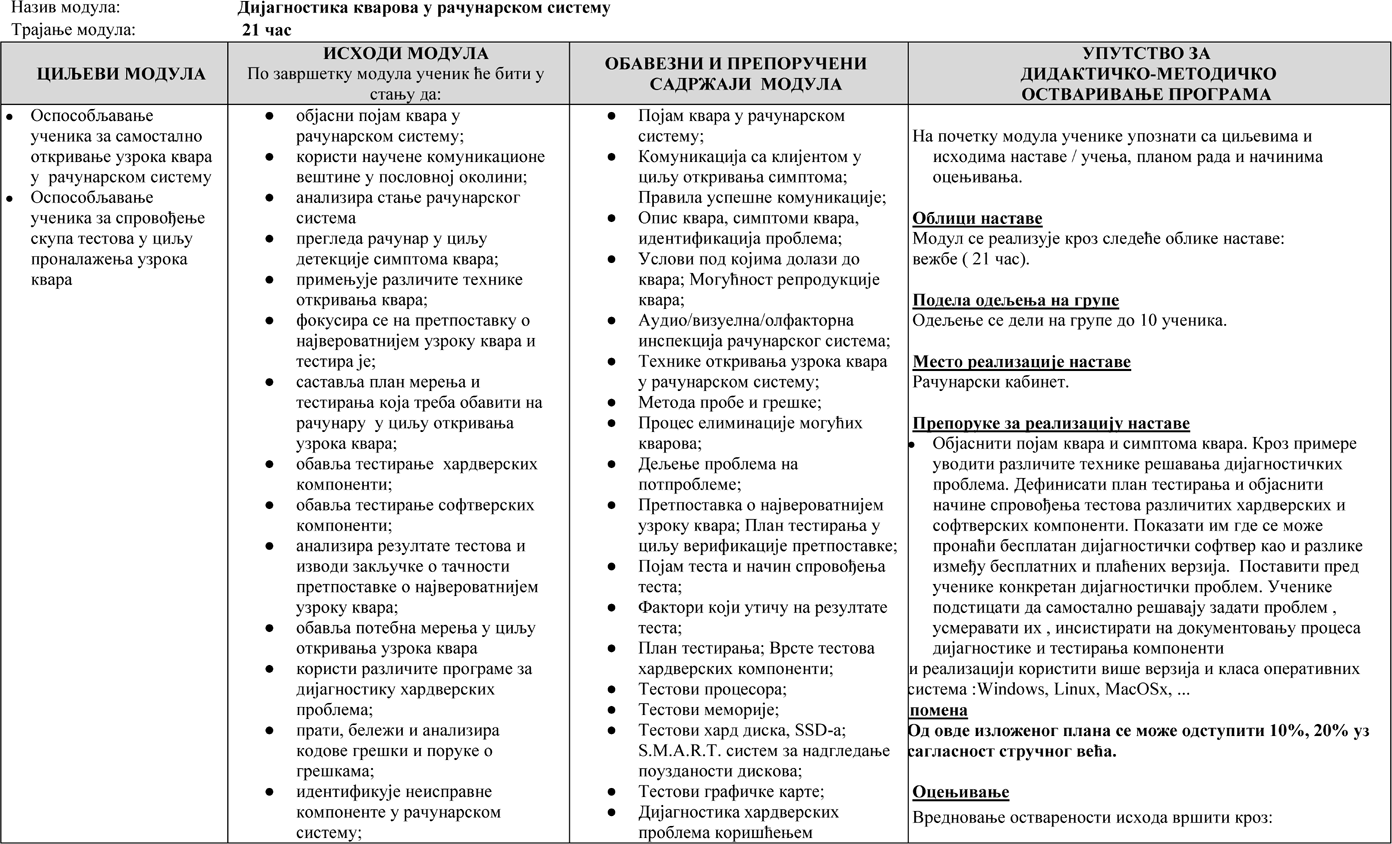 Назив модула: Дијагностика кварова у рачунарском систему
Трајање модула: 21 час
ЦИЉЕВИ МОДУЛА
ИСХОДИ МОДУЛА
По завршетку модула ученик ће бити у
стању да:
ОБАВЕЗНИ И ПРЕПОРУЧЕНИ
САДРЖАЈИ МОДУЛА
УПУТСТВО ЗА
ДИДАКТИЧКО-МЕТОДИЧКО
ОСТВАРИВАЊЕ ПРОГРАМА
● Оспособљавање
ученика за самостално
откривање узрока квара
у рачунарском систему
● Оспособљавање
ученика за спровођење
скупа тестова у циљу
проналажења узрока
квара
● објасни појам квара у
рачунарском систему;
● користи научене комуникационе
вештине у пословној околини;
● анализира стање рачунарског
система
● прегледа рачунар у циљу
детекције симптома квара;
● примењује различите технике
откривања квара;
● фокусира се на претпоставку о
највероватнијем узроку квара и
тестира је;
● саставља план мерења и
тестирања која треба обавити на
рачунару у циљу откривања
узрока квара;
● обавља тестирање хардверских
компоненти;
● обавља тестирање софтверских
компоненти;
● анализира резултате тестова и
изводи закључке о тачности
претпоставке о највероватнијем
узроку квара;
● обавља потебна мерења у циљу
откривања узрока квара
● користи различите програме за
дијагностику хардверских
проблема;
● прати, бележи и анализира
кодове грешки и поруке о
грешкама;
● идентификује неисправне
компоненте у рачунарском
систему;
● Појам квара у рачунарском
систему;
● Комуникација са клијентом у
циљу откривања симптома;
Правила успешне комуникације;
● Опис квара, симптоми квара,
идентификација проблема;
● Услови под којима долази до
квара; Могућност репродукције
квара;
● Аудио/визуелна/олфакторна
инспекција рачунарског система;
● Технике откривања узрока квара
у рачунарском систему;
● Метода пробе и грешке;
● Процес елиминације могућих
кварова;
● Дељење проблема на
потпроблеме;
● Претпоставка о највероватнијем
узроку квара; План тестирања у
циљу верификације претпоставке;
● Појам теста и начин спровођења
теста;
● Фактори који утичу на резултате
теста;
● План тестирања; Врсте тестова
хардверских компоненти;
● Тестови процесора;
● Тестови меморије;
● Тестови хард диска, SSD-а;
S.M.A.R.T. систем за надгледање
поузданости дискова;
● Тестови графичке карте;
● Дијагностика хардверских
проблема коришћењем
На почетку модула ученике упознати са циљевима и
исходима наставе / учења, планом рада и начинима
оцењивања.
Облици наставе
Модул се реализује кроз следеће облике наставе:
вежбе ( 21 час).
Подела одељења на групе
Одељење се дели на групе до 10 ученика.
Место реализације наставе
Рачунарски кабинет.
Препоруке за реализацију наставе
● Објаснити појам квара и симптома квара. Кроз примере
уводити различите технике решавања дијагностичких
проблема. Дефинисати план тестирања и објаснити
начине спровођења тестова различитих хардверских и
софтверских компоненти. Показати им где се може
пронаћи бесплатан дијагностички софтвер као и разлике
између бесплатних и плаћених верзија. Поставити пред
ученике конкретан дијагностички проблем. Ученике
подстицати да самостално решавају задати проблем ,
усмеравати их , инсистирати на документовању процеса
дијагностике и тестирања компоненти
и реализацији користити више верзија и класа оперативних
система :Windows, Linux, MacOSx, ...
помена
Од овде изложеног плана се може одступити 10%, 20% уз
сагласност стручног већа.
Оцењивање
Вредновање остварености исхода вршити кроз: